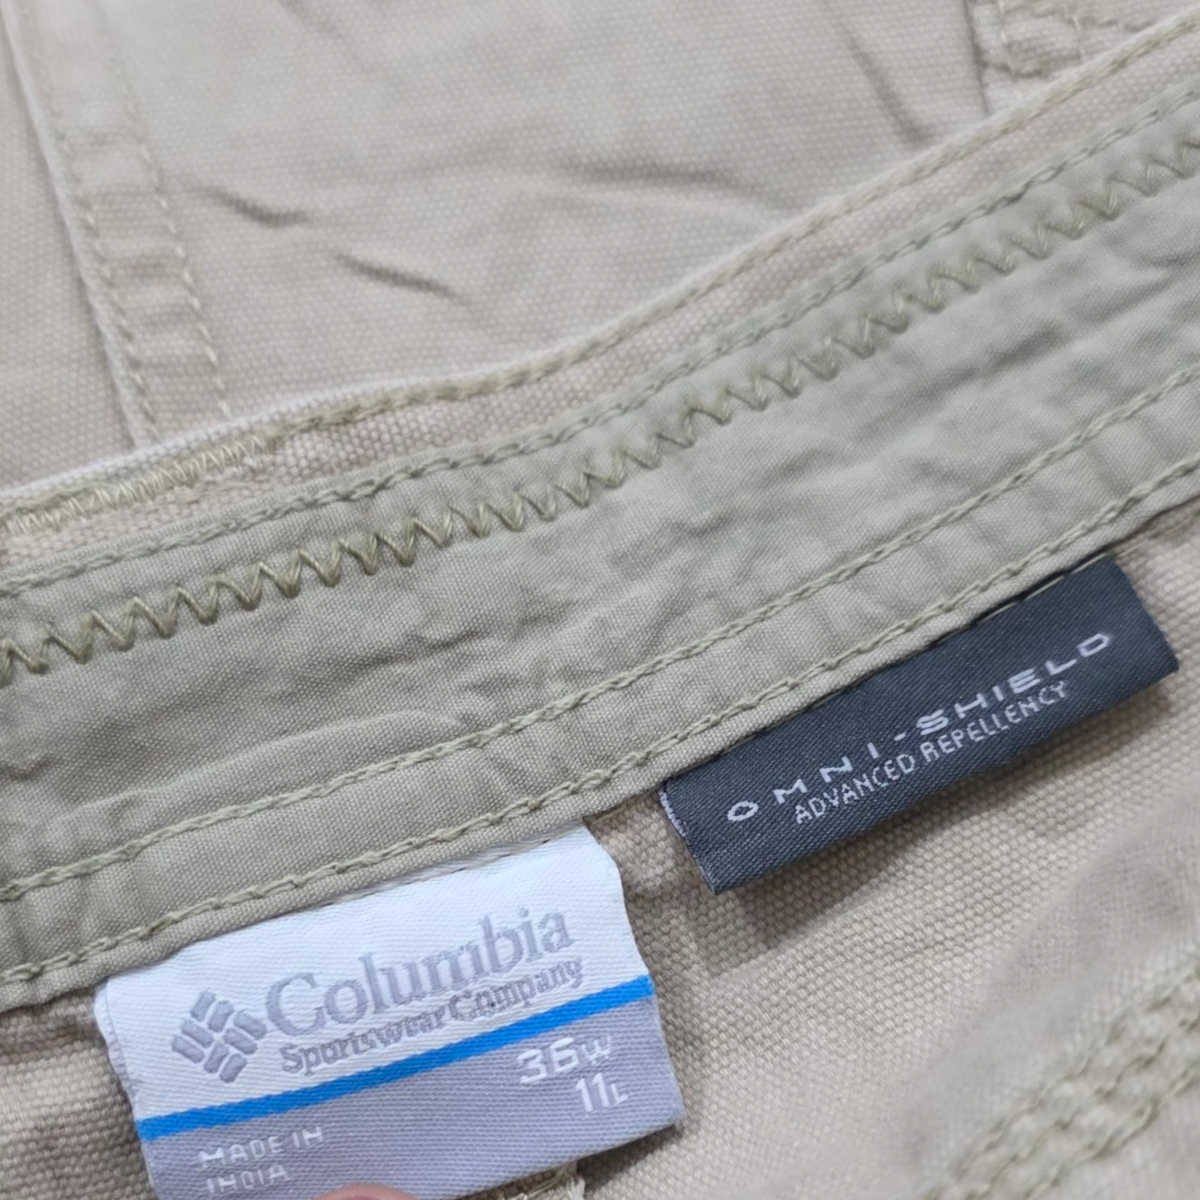 OMNI-SHIELD
ADVANCED REPELLENCY
Columbia
Sportswear Company
36W
11L
MADE IN
INDIA